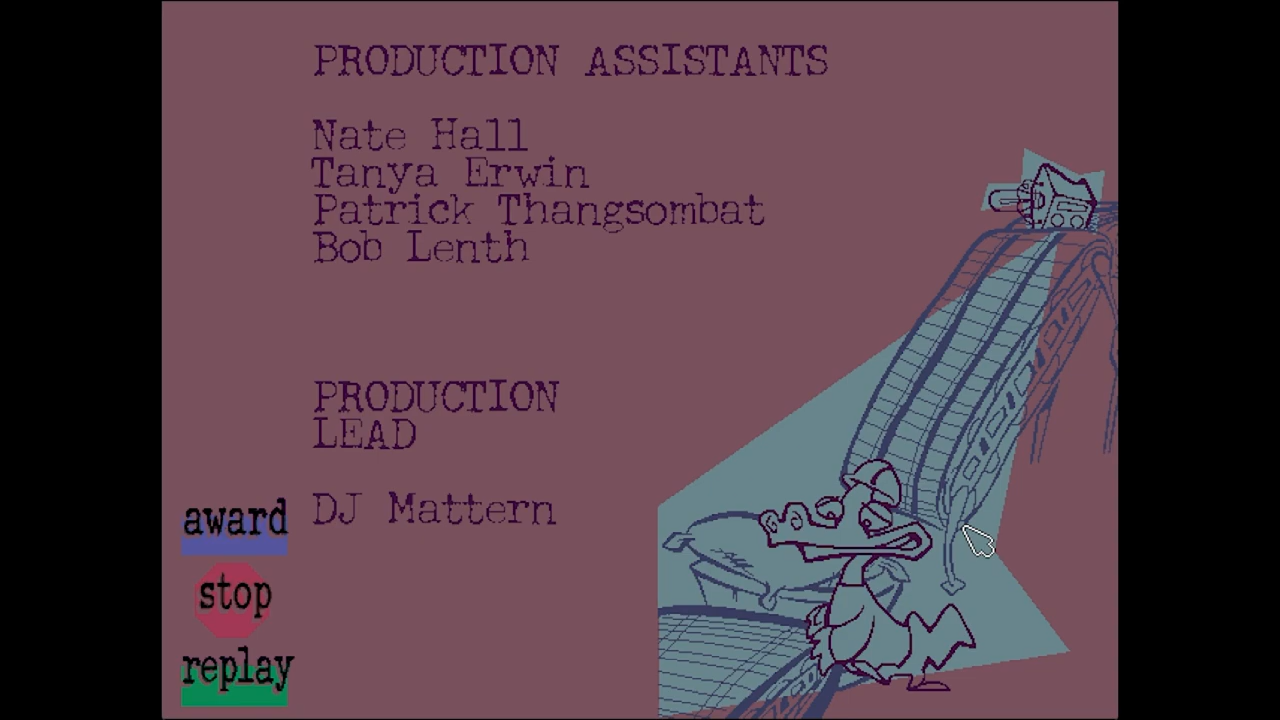 PRODUCTION ASSISTANTS
Nate Hall
Tanya Erwin
Patrick Thangsombat
Bob Lenth
PRODUCTION
LEAD
DJ Mattern
award
stop
replay